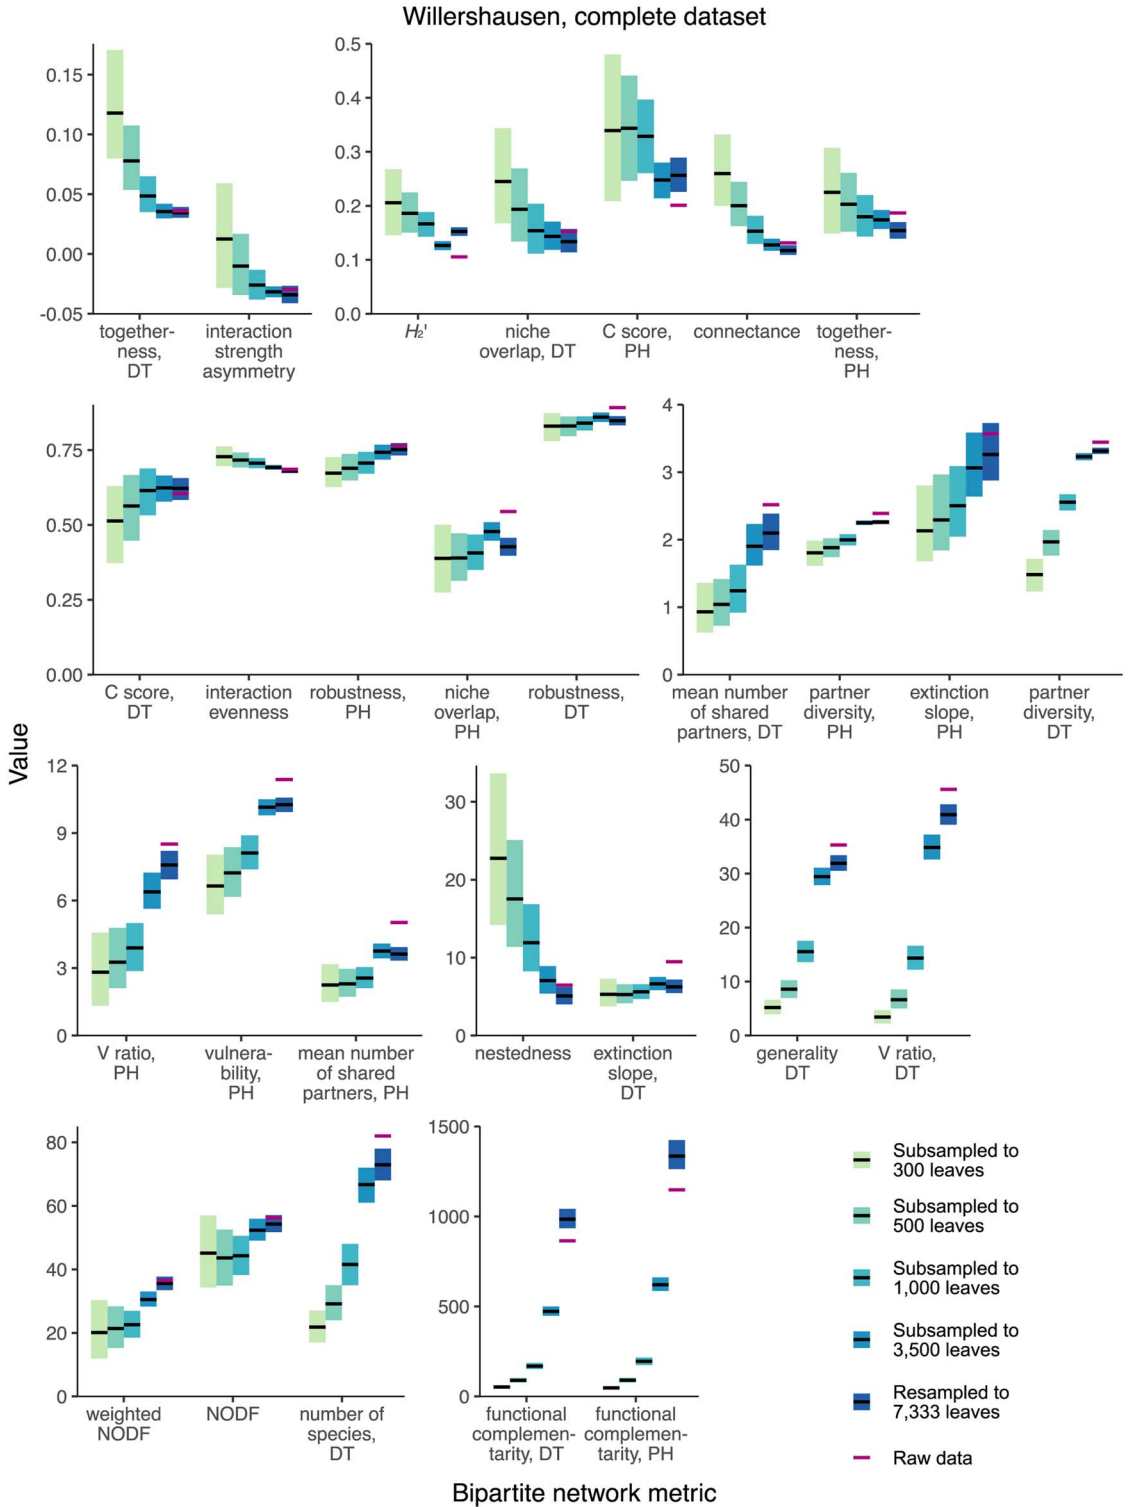 Willershausen, complete dataset
0.15
0.10
0.05
0.00
-0.05
together-
ness,
DT
interaction
strength
asymmetry
0.5
0.4
0.3
0.2
0.1
0.0
H₂'
niche
overlap, DT
C score,
PH
connectance
together-
ness,
PH
0.75
0.50
0.25
0.00
C score,
DT
interaction
evenness
robustness,
PH
niche
overlap,
PH
robustness,
DT
4
3
2
1
0
mean number
of shared
partners, DT
partner
diversity,
PH
extinction
slope,
PH
partner
diversity,
DT
Value
12
9
6
3
0
V ratio,
PH
vulnera-
bility,
PH
mean number
of shared
partners, PH
30
20
10
0
nestedness
extinction
slope,
DT
50
40
30
20
10
0
generality
DT
V ratio,
DT
80
60
40
20
0
weighted
NODF
NODF
number of
species,
DT
1500
1000
500
0
functional
complemen-
tarity, DT
functional
complemen-
tarity, PH
Subsampled to
300 leaves
Subsampled to
500 leaves
Subsampled to
1,000 leaves
Subsampled to
3,500 leaves
Resampled to
7,333 leaves
Raw data
Bipartite network metric